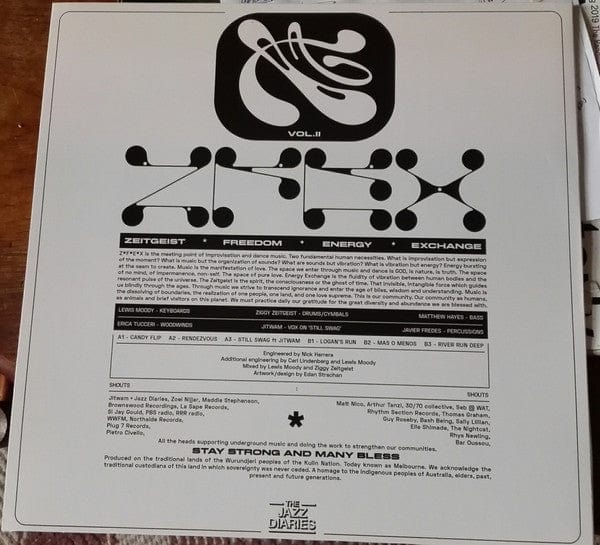 VOL.II
ZFEX
ZEITGEIST * FREEDOM * ENERGY * EXCHANGE
Z*F*E*X is the meeting point of improvisation and dance music. Two fundamental human necessities. What is improvisation but expression
of the moment? What is music but the organization of sounds? What are sounds but vibration? What is vibration but energy? Energy bursting
at the seam to create. Music is the manifestation of love. The space we enter through music and dance is GOD, is nature, is truth. The space
of no mind, of impermanence, non-self. The space of pure love. Energy Exchange is the fluidity of vibration between human bodies and the
resonant pulse of the universe. The Zeitgeist is the spirit, the consciousness or the ghost of time. That invisible, intangible force which guides
us blindly through the ages. Through music we strive to transcend ignorance and enter the age of bliss, wisdom and understanding. Music is
the dissolving of boundaries, the realization of one people, one land, and one love supreme. This is our community. Our community as humans,
as animals and brief visitors on this planet. We must practice daily our gratitude for the great diversity and abundance we are blessed with.
LEWIS MOODY - KEYBOARDS ZIGGY ZEITGEIST - DRUMS/CYMBALS MATTHEW HAYES - BASS
ERICA TUCCERI - WOODWINDS JITWAM - VOX ON 'STILL SWAG' JAVIER FREDES - PERCUSSIONS
A1 - CANDY FLIP A2 - RENDEZVOUS A3 - STILL SWAG ft JITWAM B1 - LOGAN'S RUN B2 - MAS O MENOS B3 - RIVER RUN DEEP
Engineered by Nick Herrera
Additional engineering by Carl Lindenberg and Lewis Moody
Mixed by Lewis Moody and Ziggy Zeitgeist
Artwork/design by Edan Strachan
SHOUTS SHOUTS
Jitwam + Jazz Diaries, Zoel Nijjer, Maddie Stephenson,
Brownswood Recordings, La Sape Records,
Si Jay Gould, PBS radio, RRR radio,
WWFM, Northside Records,
Plug 7 Records,
Pietro Civello,
*
Matt Nico, Arthur Tanzi, 30/70 collective, Seb @ WAT,
Rhythm Section Records, Thomas Graham,
Guy Roseby, Bash Being, Sally Lillian,
Elle Shimada, The Nightcat,
Rhys Newling,
Bar Oussou,
All the heads supporting underground music and doing the work to strengthen our communities.
STAY STRONG AND MANY BLESS
Produced on the traditional lands of the Wurundjeri peoples of the Kulin Nation. Today known as Melbourne. We acknowledge the
traditional custodians of this land in which sovereignty was never ceded. A homage to the Indigenous peoples of Australia, elders, past,
present and future generations.
THE
JAZZ
DIARIES